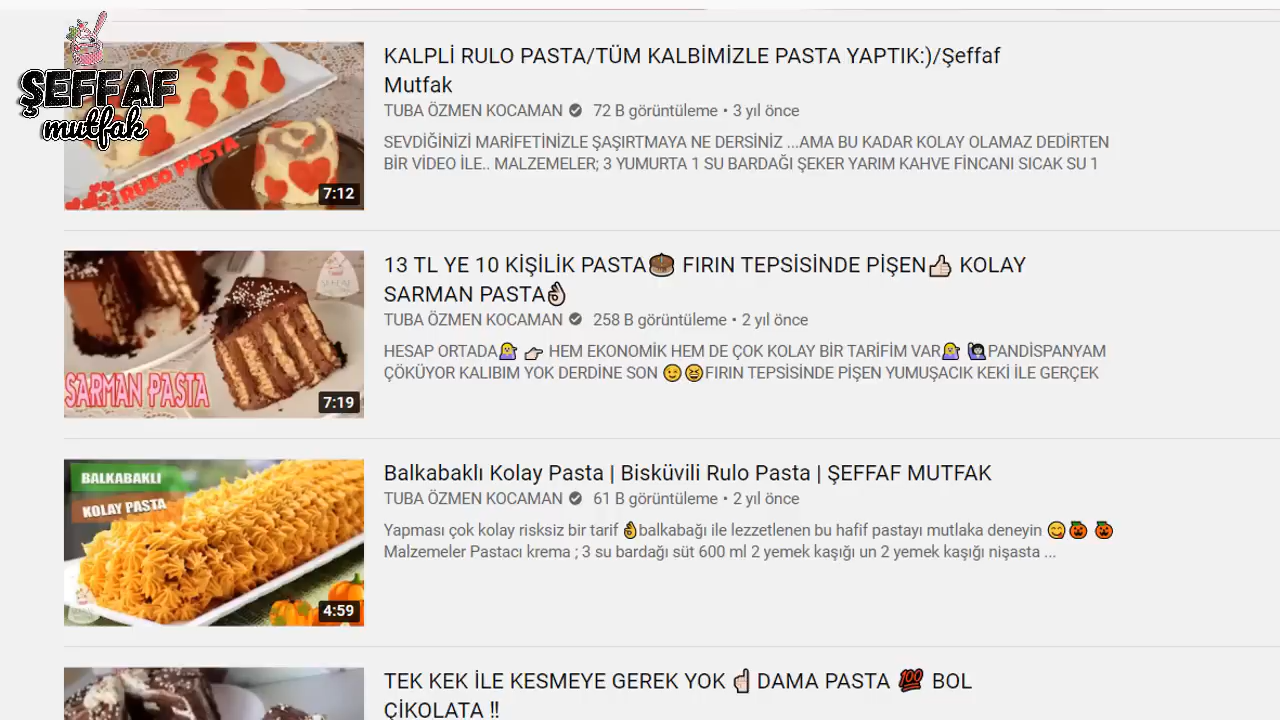 ŞEFFAF
mutfak
RULO PASTA
7:12
KALPLİ RULO PASTA/TÜM KALBİMİZLE PASTA YAPTIK:)/Şeffaf
Mutfak
TUBA ÖZMEN KOCAMAN 72 B görüntüleme • 3 yıl önce
SEVDİĞİNİZİ MARİFETİNİZLE ŞAŞIRTMAYA NE DERSİNİZ ...AMA BU KADAR KOLAY OLAMAZ DEDİRTEN
BİR VİDEO İLE.. MALZEMELER; 3 YUMURTA 1 SU BARDAĞI ŞEKER YARIM KAHVE FİNCANI SICAK SU 1
SARMAN PASTA
7:19
13 TL YE 10 KİŞİLİK PASTA🎂 FIRIN TEPSİSİNDE PİŞEN👍🏻 KOLAY
SARMAN PASTA👌🏻
TUBA ÖZMEN KOCAMAN 258 B görüntüleme • 2 yıl önce
HESAP ORTADA🤷🏼‍♀️ 👉🏻 HEM EKONOMİK HEM DE ÇOK KOLAY BİR TARİFİM VAR🤷🏼‍♀️ 🙋🏻‍♀️PANDİSPANYAM
ÇÖKÜYOR KALIBIM YOK DERDİNE SON 😉😆FIRIN TEPSİSİNDE PİŞEN YUMUŞACIK KEKİ İLE GERÇEK
BALKABAKLI
KOLAY PASTA
4:59
Balkabaklı Kolay Pasta | Bisküvili Rulo Pasta | ŞEFFAF MUTFAK
TUBA ÖZMEN KOCAMAN 61 B görüntüleme • 2 yıl önce
Yapması çok kolay risksiz bir tarif 👌balkabağı ile lezzetlenen bu hafif pastayı mutlaka deneyin 😋🎃 🎃
Malzemeler Pastacı krema ; 3 su bardağı süt 600 ml 2 yemek kaşığı un 2 yemek kaşığı nişasta ...
TEK KEK İLE KESMEYE GEREK YOK ☝🏻DAMA PASTA 💯 BOL
ÇİKOLATA ‼